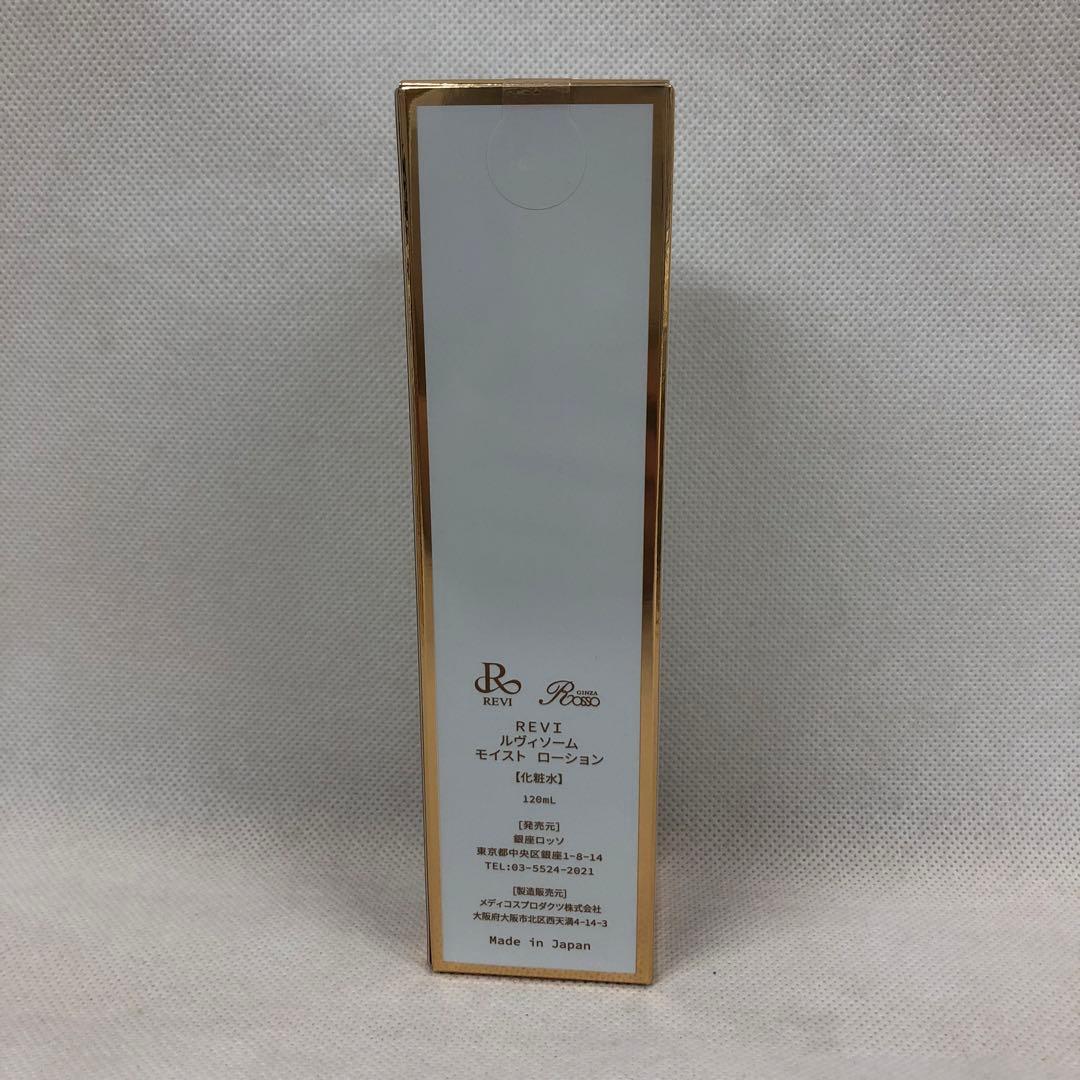 R
REVI
GINZA
Rosso
REVI
ルヴィソーム
モイスト ローション
【化粧水】
120mL
[発売元]
銀座ロッソ
東京都中央区銀座1-8-14
TEL:03-5524-2021
[製造販売元]
メディコスプロダクツ株式会社
大阪府大阪市北区西天満4-14-3
Made in Japan